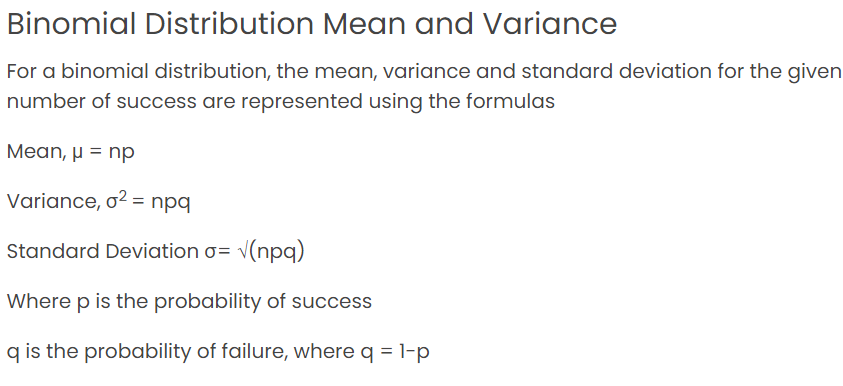 Binomial Distribution Mean and Variance
For a binomial distribution, the mean, variance and standard deviation for the given
number of success are represented using the formulas
Mean, μ = np
Variance, σ² = npq
Standard Deviation σ= √(npq)
Where p is the probability of success
q is the probability of failure, where q = 1-p